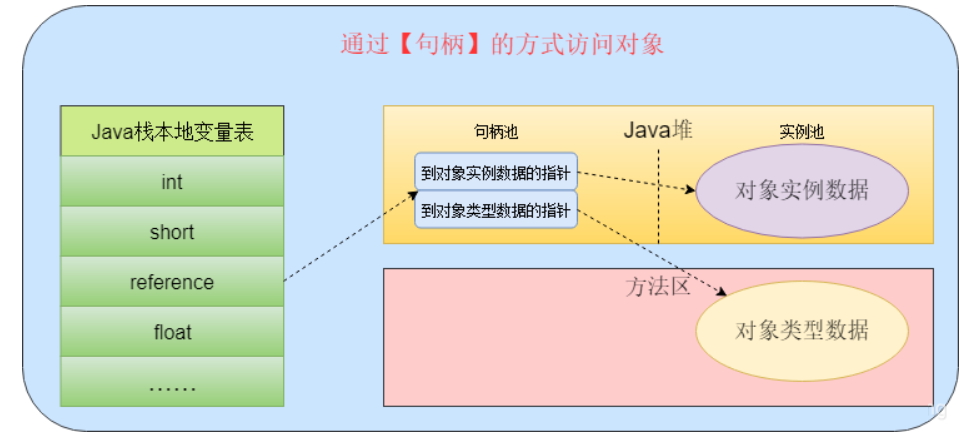 通过【句柄】的方式访问对象
Java栈本地变量表
int
short
reference
float
......
句柄池
Java堆
实例池
到对象实例数据的指针
到对象类型数据的指针
对象实例数据
方法区
对象类型数据